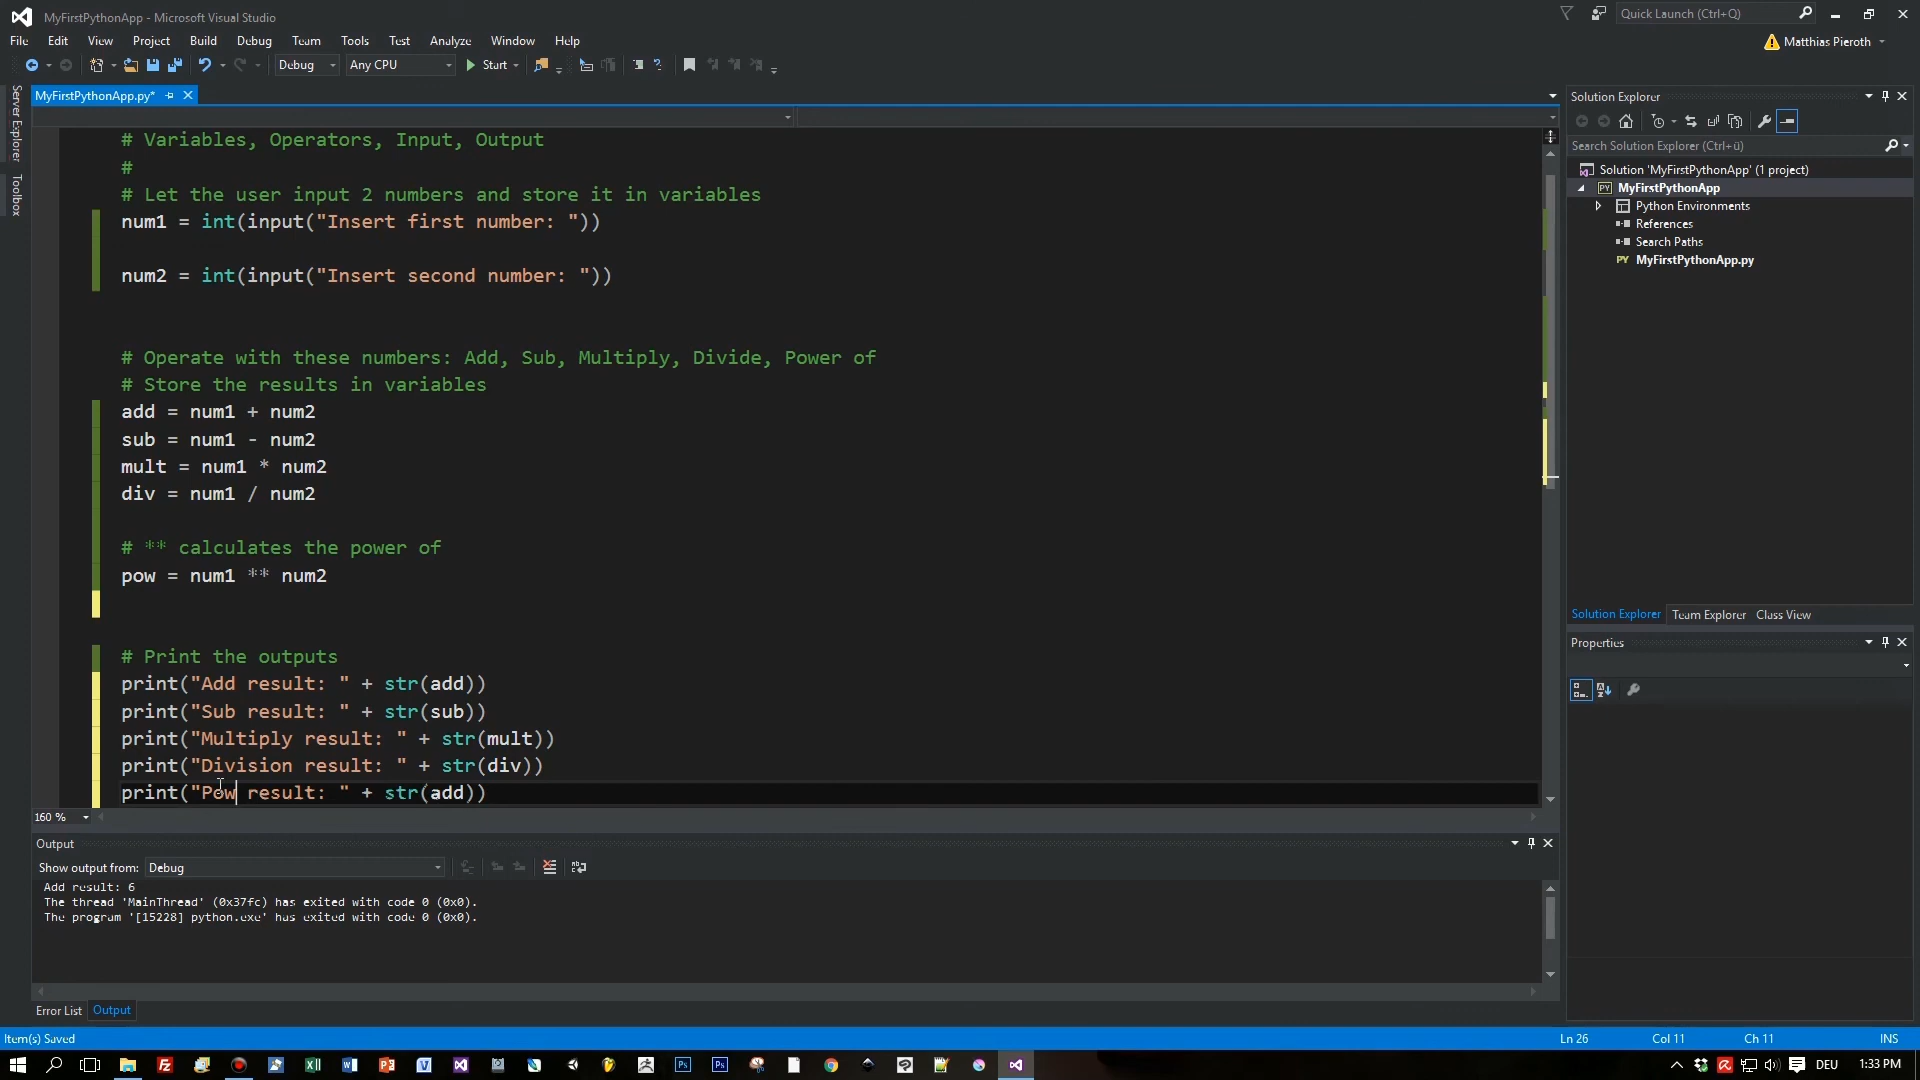 MyFirstPythonApp - Microsoft Visual Studio
Quick Launch (Ctrl+Q)
File Edit View Project Build Debug Team Tools Test Analyze Window Help
Matthias Pieroth
Debug Any CPU Start
MyFirstPythonApp.py*
Server Explorer
Toolbox
# Variables, Operators, Input, Output
#
# Let the user input 2 numbers and store it in variables
num1 = int(input("Insert first number: "))
num2 = int(input("Insert second number: "))
# Operate with these numbers: Add, Sub, Multiply, Divide, Power of
# Store the results in variables
add = num1 + num2
sub = num1 - num2
mult = num1 * num2
div = num1 / num2
# ** calculates the power of
pow = num1 ** num2
# Print the outputs
print("Add result: " + str(add))
print("Sub result: " + str(sub))
print("Multiply result: " + str(mult))
print("Division result: " + str(div))
print("Pow result: " + str(add))
160 %
Solution Explorer
Search Solution Explorer (Ctrl+ü)
Solution 'MyFirstPythonApp' (1 project)
MyFirstPythonApp
Python Environments
References
Search Paths
MyFirstPythonApp.py
Solution Explorer Team Explorer Class View
Properties
Output
Show output from: Debug
Add result: 6
The thread 'MainThread' (0x37fc) has exited with code 0 (0x0).
The program '[15228] python.exe' has exited with code 0 (0x0).
Error List Output
Item(s) Saved
Ln 26 Col 11 Ch 11 INS
DEU 1:33 PM